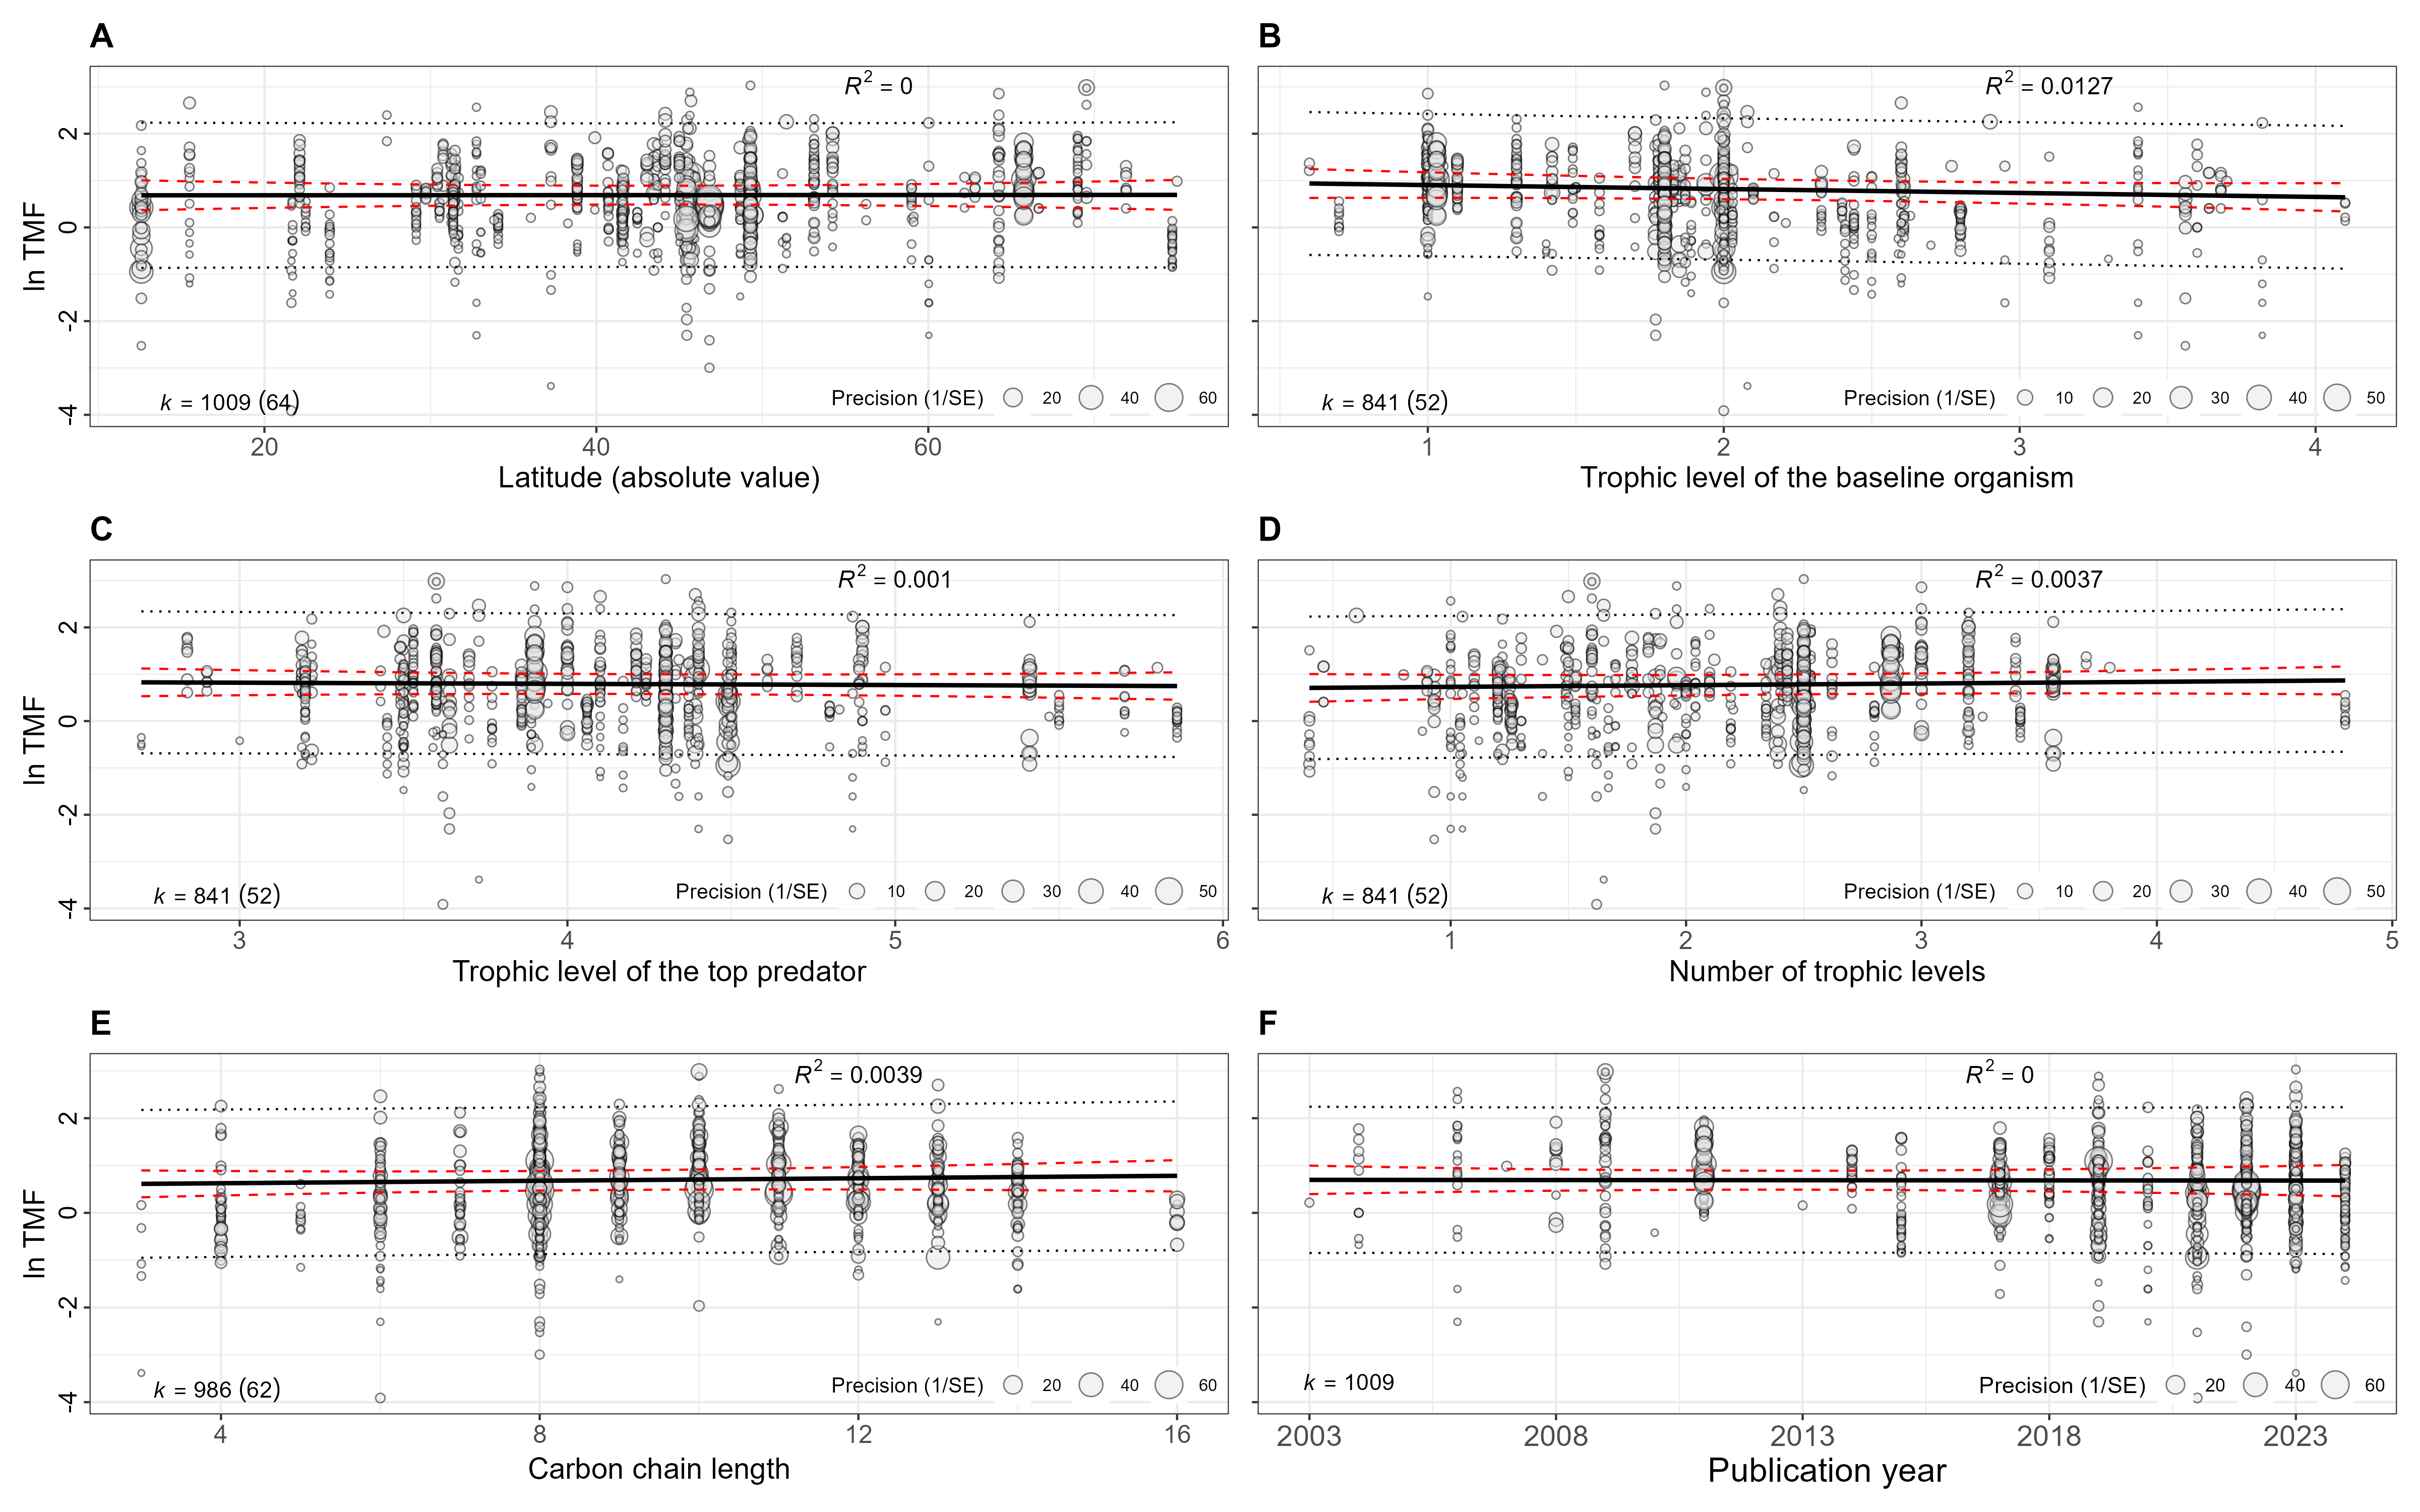 A
R² = 0
ln TMF
2
0
-2
-4
k = 1009 (64)
Precision (1/SE) 20 40 60
20 40 60
Latitude (absolute value)
B
R² = 0.0127
k = 841 (52)
Precision (1/SE) 10 20 30 40 50
1 2 3 4
Trophic level of the baseline organism
C
R² = 0.001
ln TMF
2
0
-2
-4
k = 841 (52)
Precision (1/SE) 10 20 30 40 50
3 4 5 6
Trophic level of the top predator
D
R² = 0.0037
k = 841 (52)
Precision (1/SE) 10 20 30 40 50
1 2 3 4 5
Number of trophic levels
E
R² = 0.0039
ln TMF
2
0
-2
-4
k = 986 (62)
Precision (1/SE) 20 40 60
4 8 12 16
Carbon chain length
F
R² = 0
k = 1009
Precision (1/SE) 20 40 60
2003 2008 2013 2018 2023
Publication year